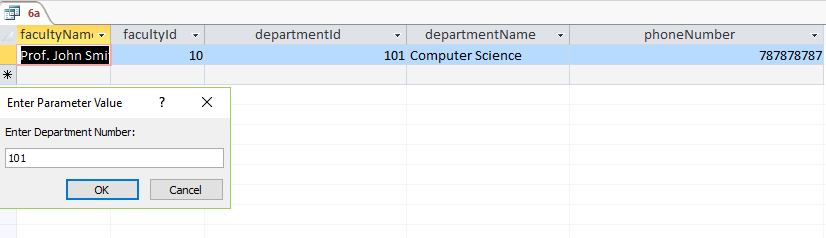 6a
facultyName facultyId departmentId departmentName phoneNumber
Prof. John Smi 10 101 Computer Science 787878787
Enter Parameter Value ? ×
Enter Department Number:
101
OK Cancel